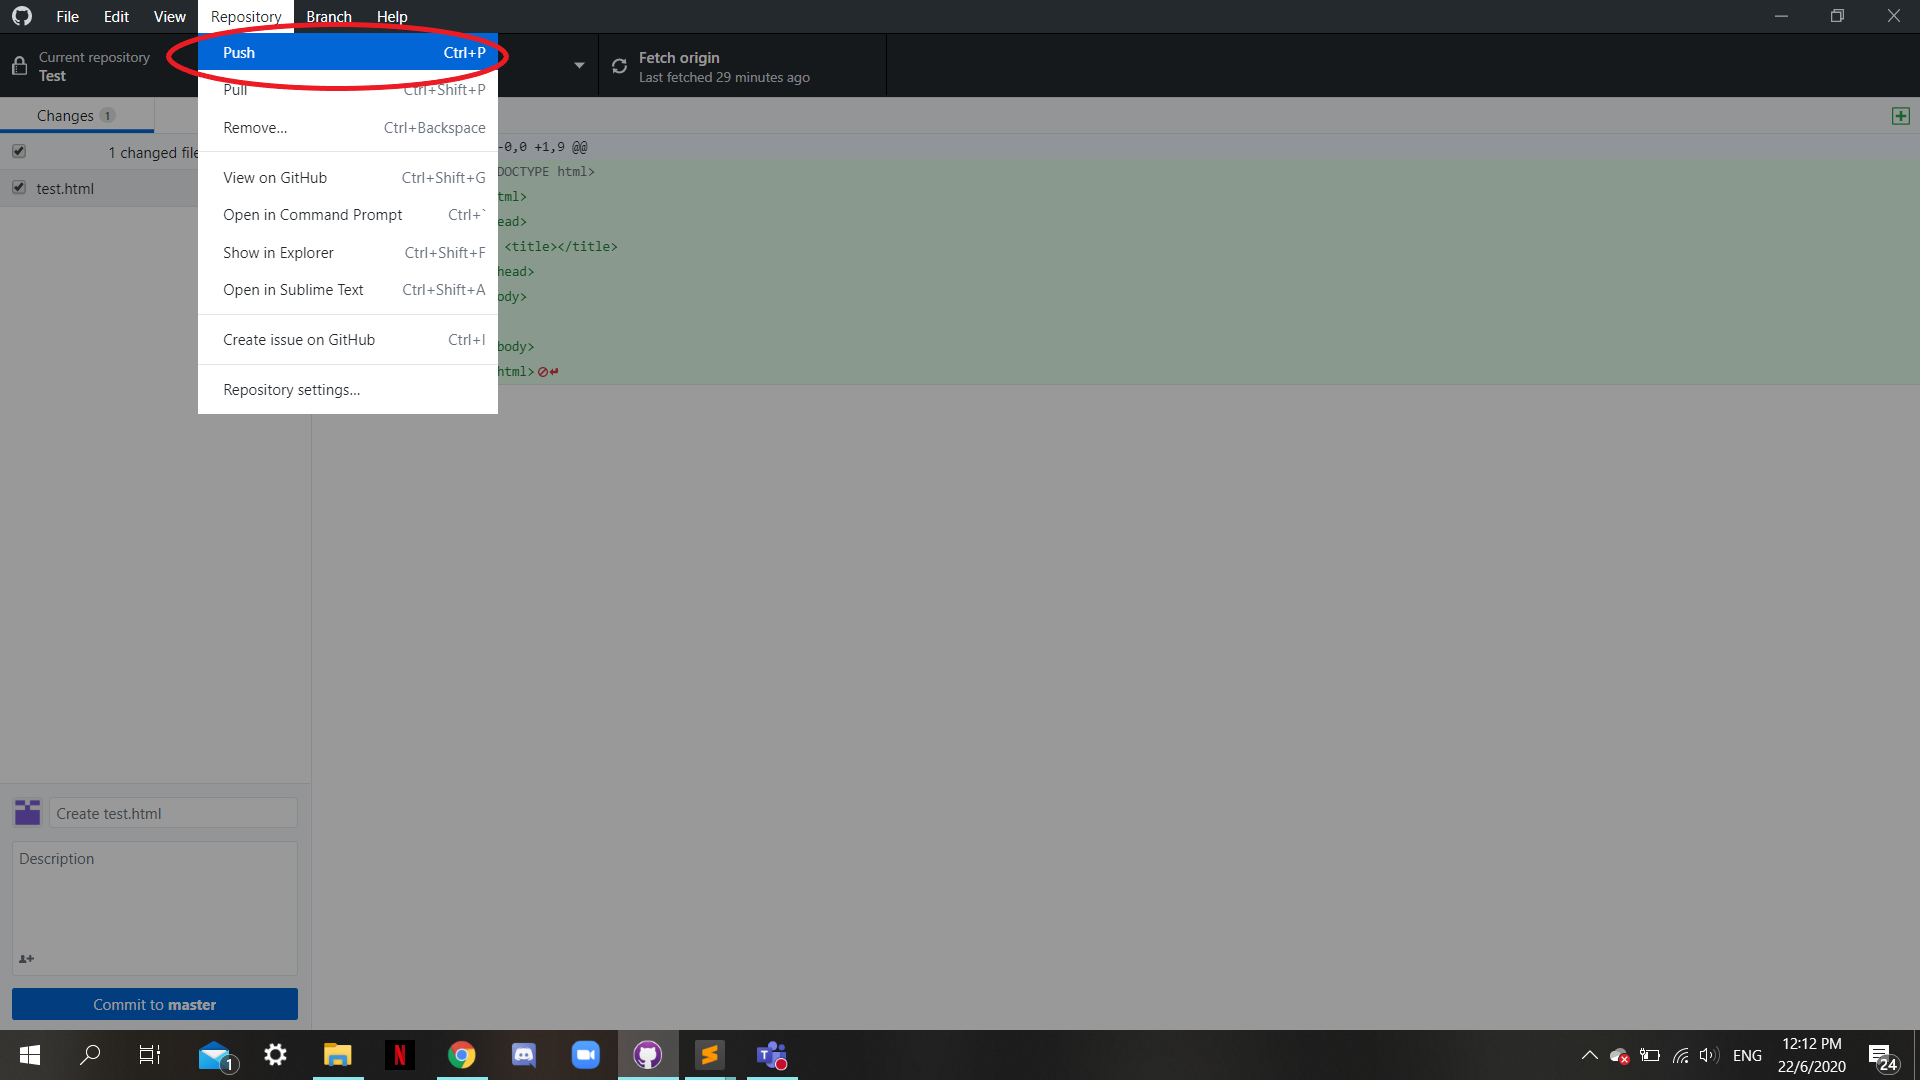 File Edit View Repository Branch Help
Current repository
Test
Push Ctrl+P
Fetch origin
Last fetched 29 minutes ago
Pull Ctrl+Shift+P
Remove... Ctrl+Backspace
View on GitHub Ctrl+Shift+G
Open in Command Prompt Ctrl+`
Show in Explorer Ctrl+Shift+F
Open in Sublime Text Ctrl+Shift+A
Create issue on GitHub Ctrl+I
Repository settings...
Changes 1
1 changed file
test.html
-0,0 +1,9 @@
DOCTYPE html>
tml>
ead>
<title></title>
head>
ody>
body>
html>
Create test.html
Description
Commit to master
1
N
T
ENG
12:12 PM
22/6/2020
24